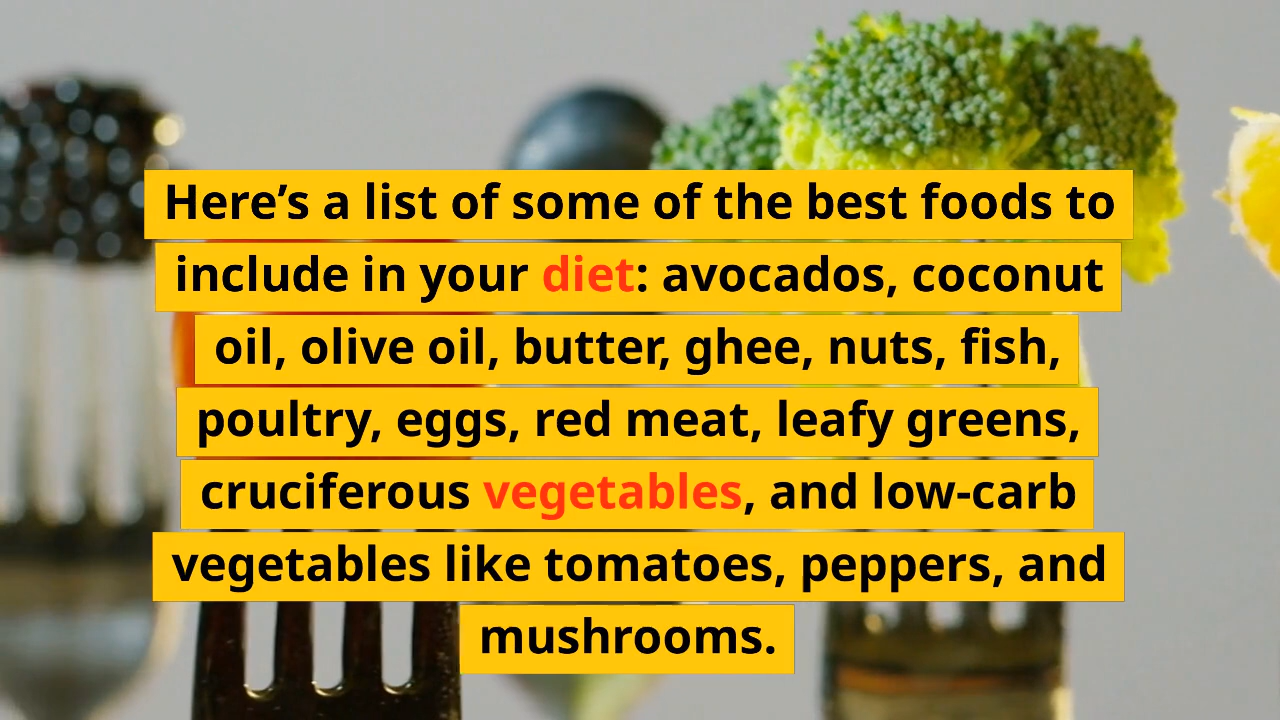 Here’s a list of some of the best foods to
include in your diet: avocados, coconut
oil, olive oil, butter, ghee, nuts, fish,
poultry, eggs, red meat, leafy greens,
cruciferous vegetables, and low-carb
vegetables like tomatoes, peppers, and
mushrooms.